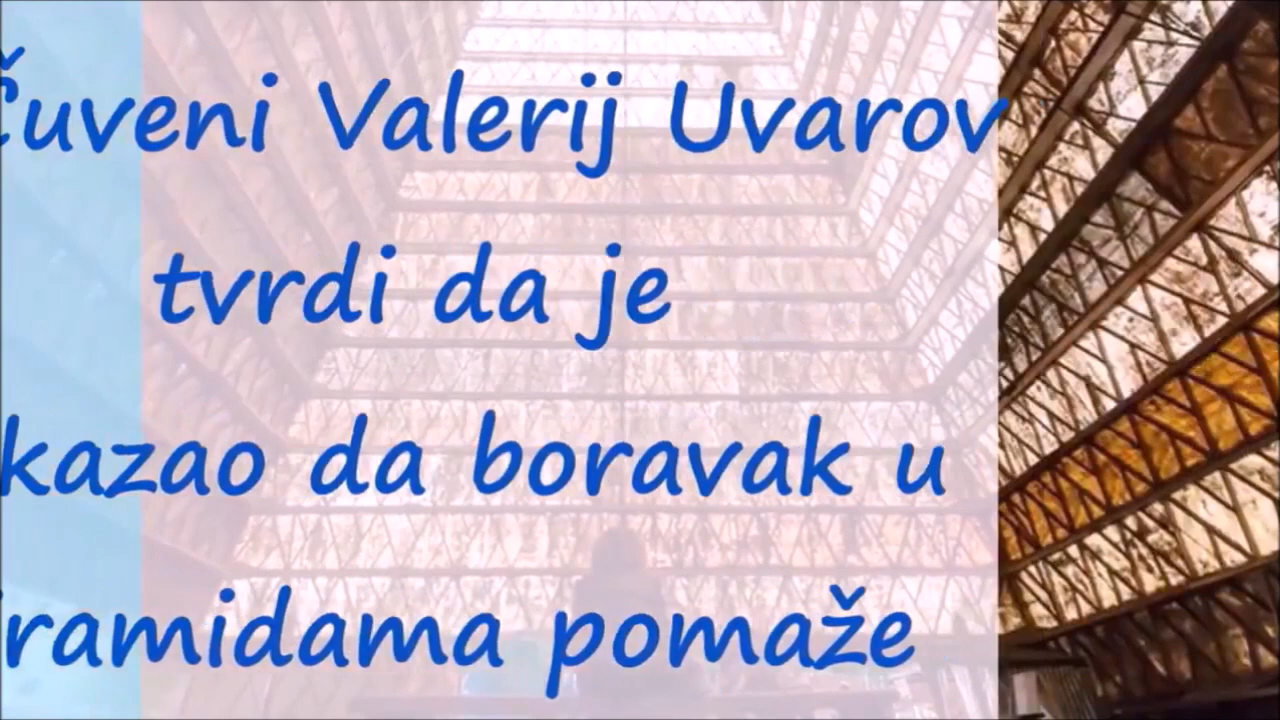 Čuveni Valerij Uvarov
tvrdi da je
kazao da boravak u
ramidama pomaže